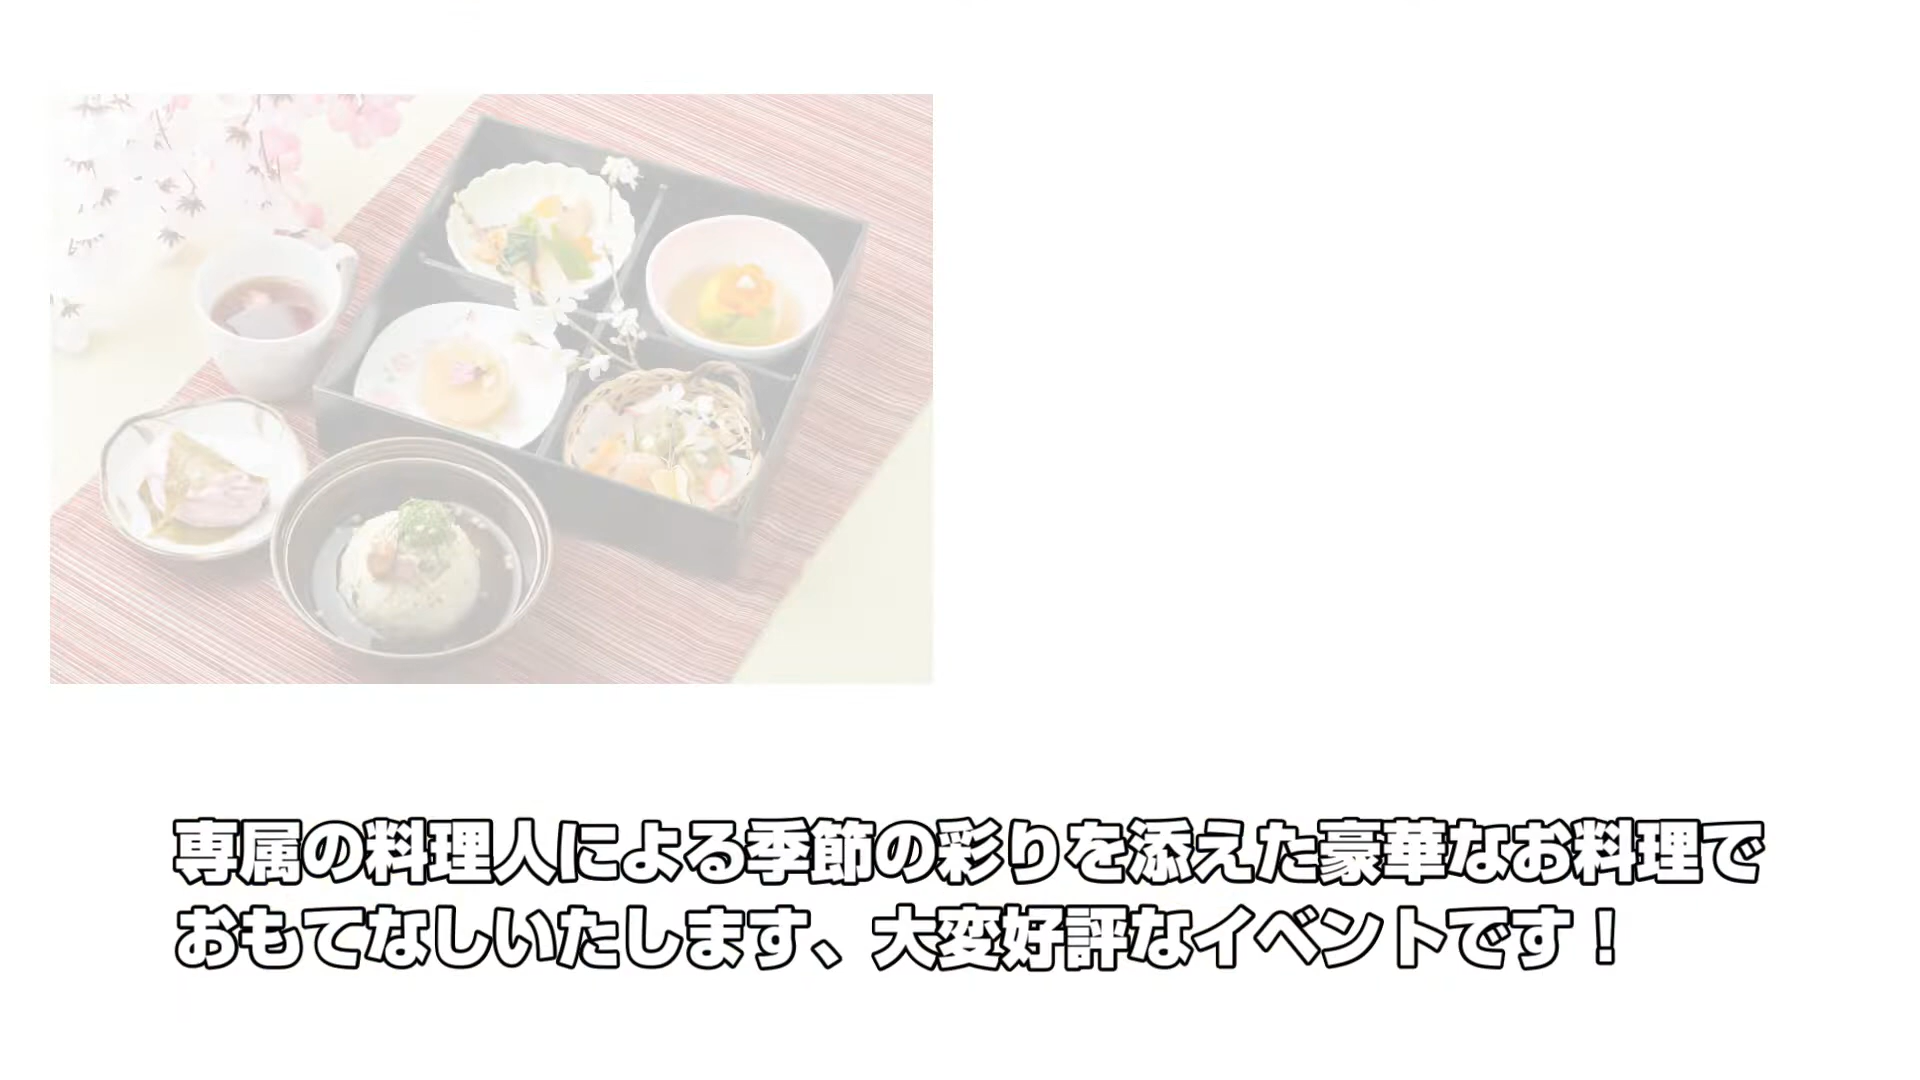 専属の料理人による季節の彩りを添えた豪華なお料理で
おもてなしいたします、大変好評なイベントです！